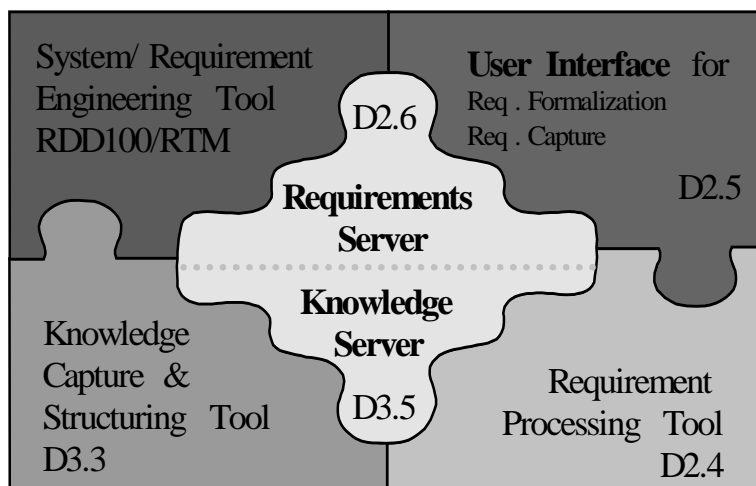 System/ Requirement
Engineering Tool
RDD100/RTM
User Interface for
Req . Formalization
Req . Capture
D2.5
D2.6
Requirements
Server
Knowledge
Server
D3.5
Knowledge
Capture &
Structuring Tool
D3.3
Requirement
Processing Tool
D2.4